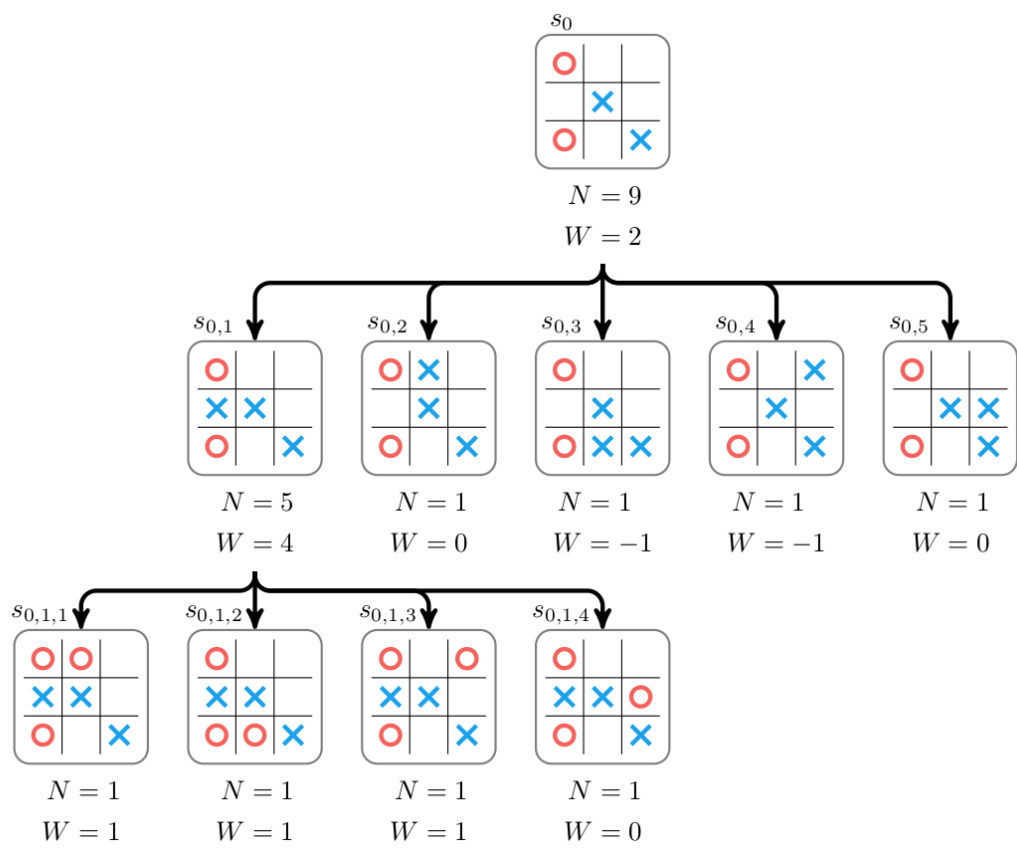 s₀
N = 9
W = 2
s₀,₁ s₀,₂ s₀,₃ s₀,₄ s₀,₅
N = 5 N = 1 N = 1 N = 1 N = 1
W = 4 W = 0 W = −1 W = −1 W = 0
s₀,₁,₁ s₀,₁,₂ s₀,₁,₃ s₀,₁,₄
N = 1 N = 1 N = 1 N = 1
W = 1 W = 1 W = 1 W = 0